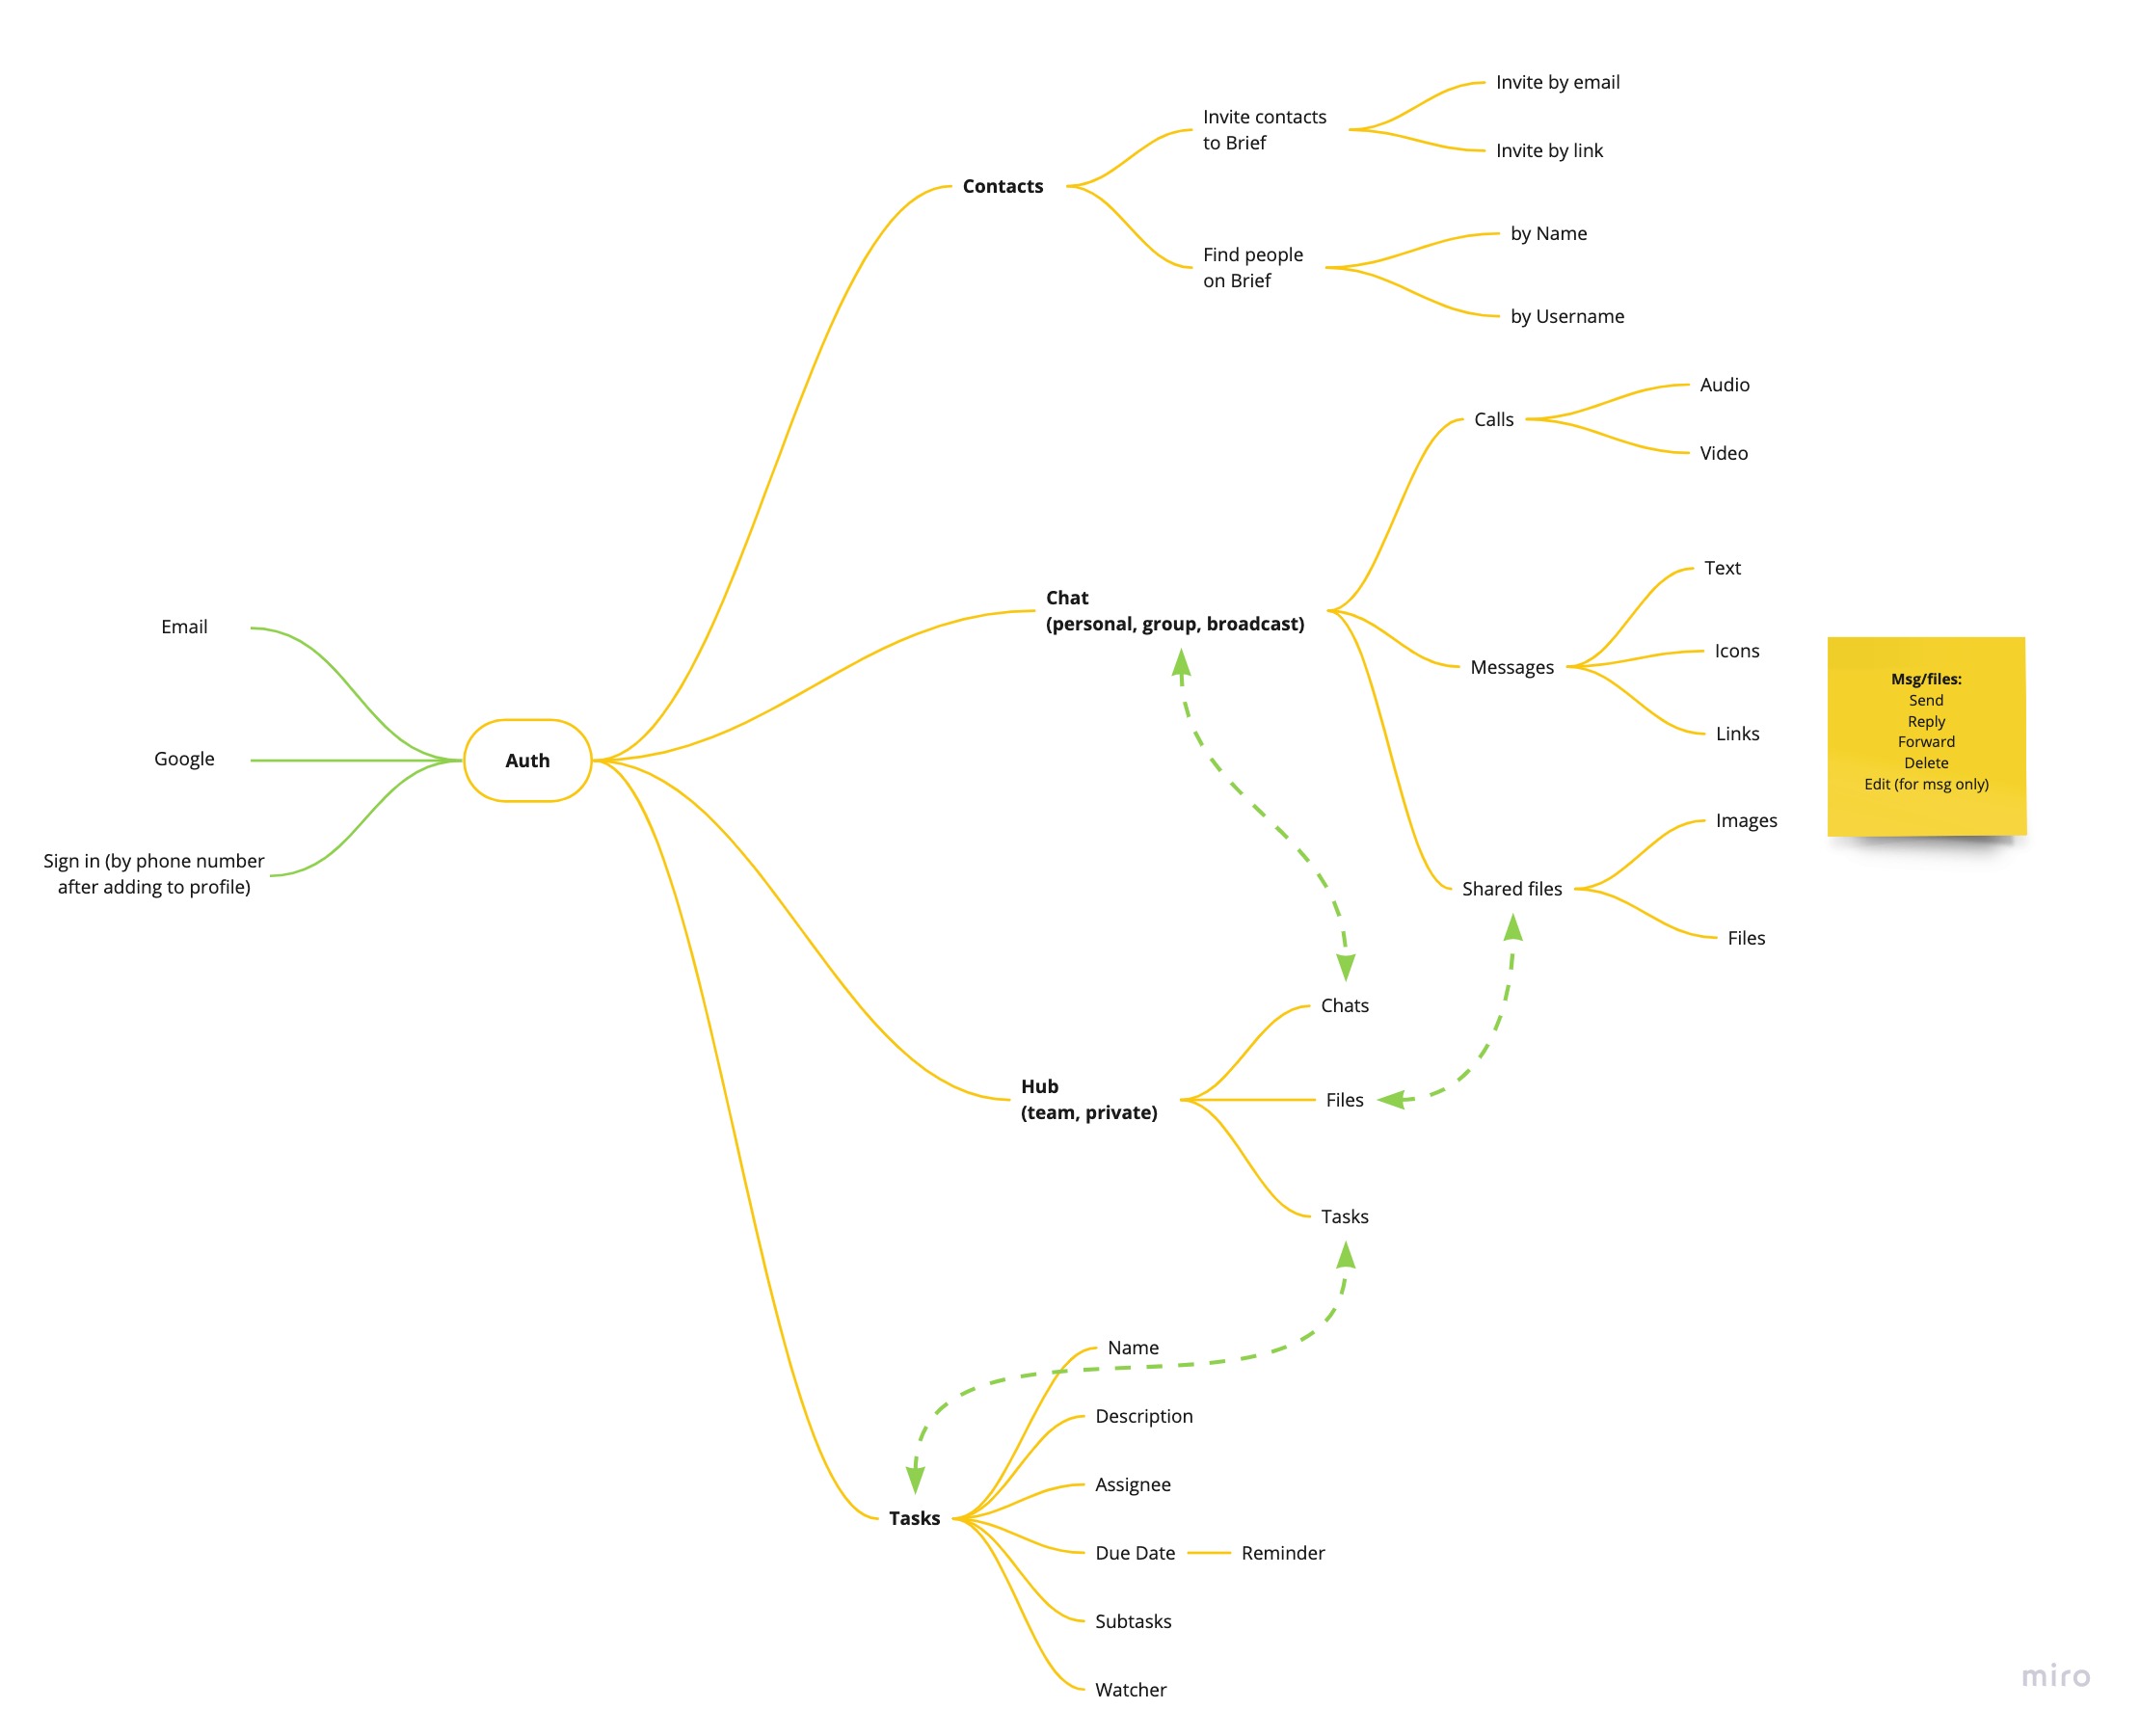 Email
Google
Sign in (by phone number
after adding to profile)
Auth
Contacts
Invite contacts
to Brief
Invite by email
Invite by link
Find people
on Brief
by Name
by Username
Chat
(personal, group, broadcast)
Calls
Audio
Video
Messages
Text
Icons
Links
Shared files
Images
Files
Msg/files:
Send
Reply
Forward
Delete
Edit (for msg only)
Hub
(team, private)
Chats
Files
Tasks
Tasks
Name
Description
Assignee
Due Date
Reminder
Subtasks
Watcher
miro